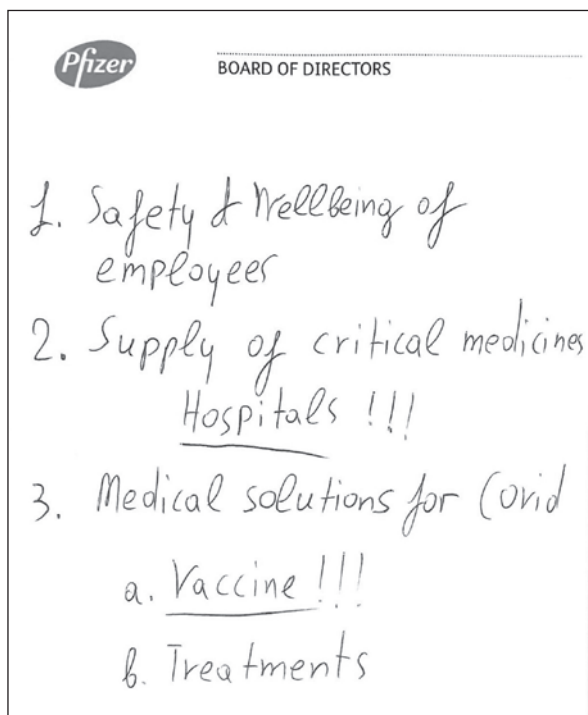 Pfizer
BOARD OF DIRECTORS
1. Safety & Wellbeing of
employees
2. Supply of critical medicines
Hospitals !!!
3. Medical solutions for Covid
a. Vaccine !!!
b. Treatments